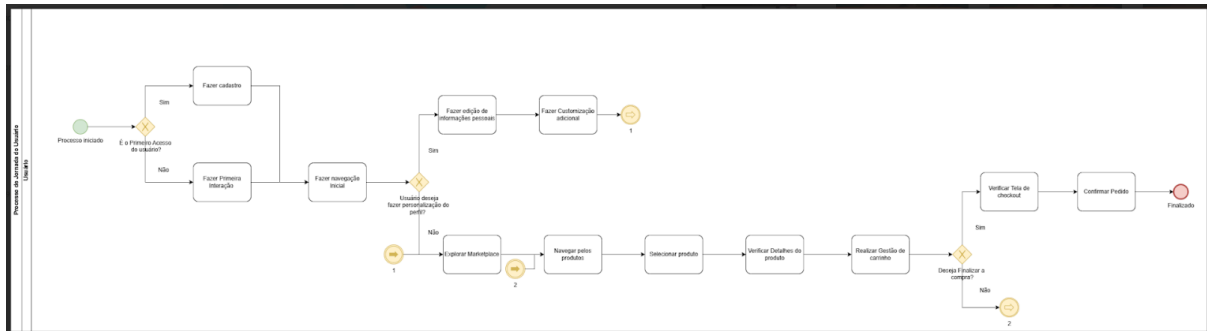 Processo de Jornada do Usuário
Usuário
Processo iniciado
É o Primeiro Acesso
do usuário?
Sim
Não
Fazer cadastro
Fazer Primeira
Interação
Fazer navegação
Inicial
Usuário deseja
fazer personalização do
perfil?
Sim
Não
Fazer edição de
informações pessoais
Fazer Customização
adicional
1
1
Explorar Marketplace
2
Navegar pelos
produtos
Selecionar produto
Verificar Detalhes do
produto
Realizar Gestão de
carrinho
Deseja Finalizar a
compra?
Sim
Não
Verificar Tela de
checkout
Confirmar Pedido
Finalizado
2